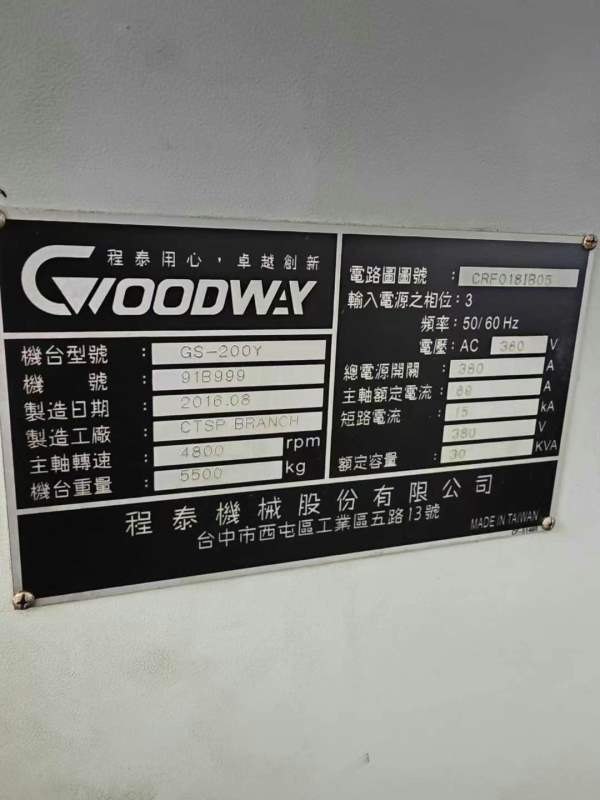 程泰用心，卓越創新
GOODWAY
機台型號 : GS-200Y
機 號 : 91B999
製造日期 : 2016.08
製造工廠 : CTSP BRANCH
主軸轉速 : 4800 rpm
機台重量 : 5500 kg
電路圖圖號 : CRF018IB05
輸入電源之相位 : 3
頻率 : 50/60 Hz
電壓 : AC 380 V
總電源開關 : 380 A
主軸額定電流 : 69 A
短路電流 : 15 kA
380 V
額定容量 : 30 KVA
程泰機械股份有限公司
台中市西屯區工業區五路13號
MADE IN TAIWAN